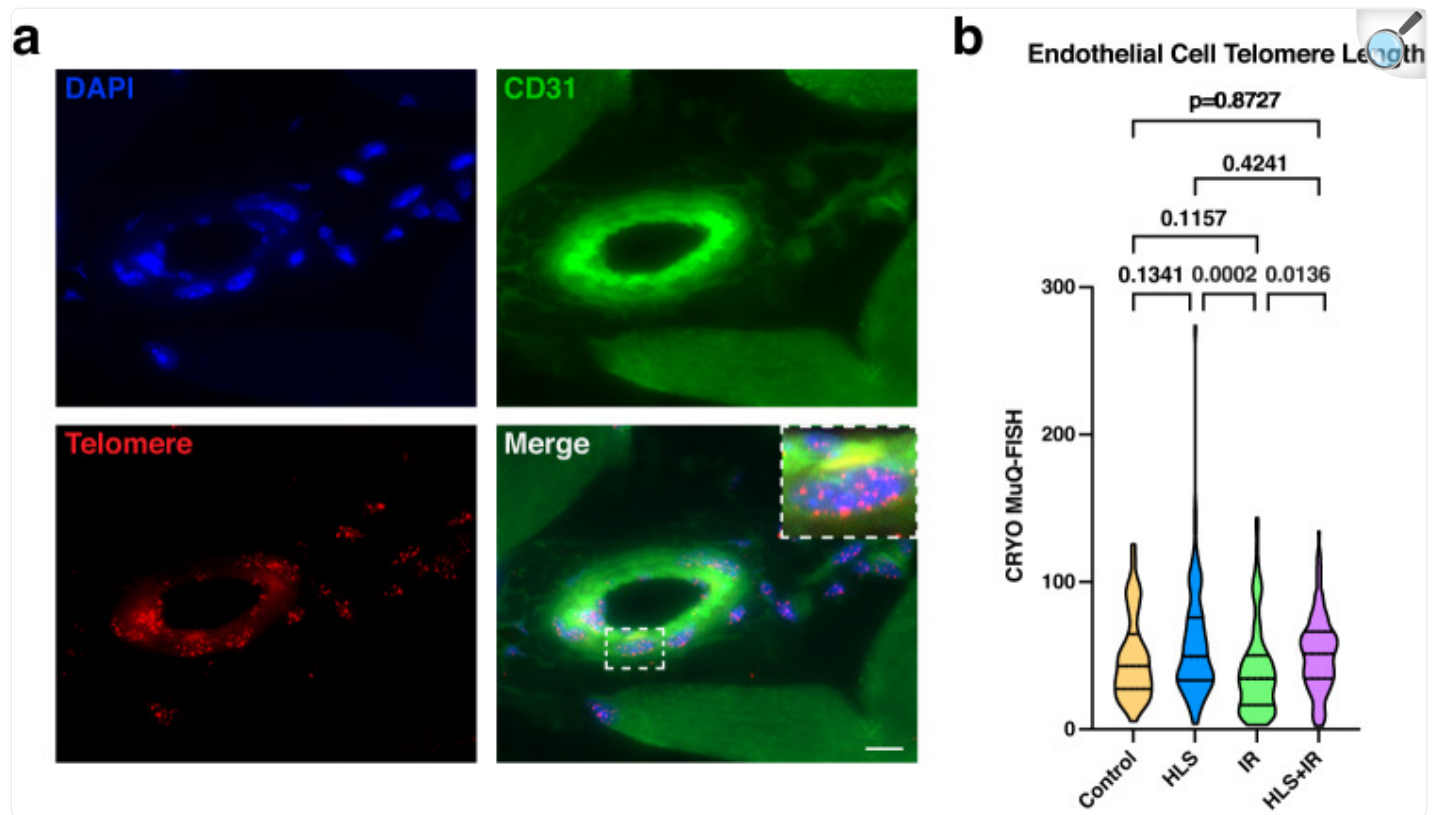 a
DAPI
CD31
Telomere
Merge
b
Endothelial Cell Telomere Length
p=0.8727
0.4241
0.1157
0.1341 0.0002 0.0136
300
200
100
0
CRYO MuQ-FISH
Control
HLS
IR
HLS+IR